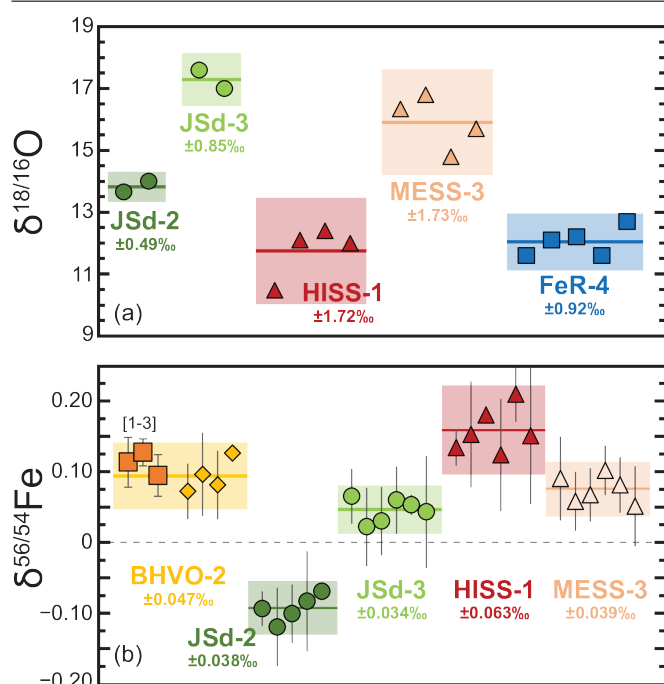 19
17
15
13
11
9
δ18/16O
JSd-3
±0.85‰
JSd-2
±0.49‰
MESS-3
±1.73‰
HISS-1
±1.72‰
FeR-4
±0.92‰
(a)
0.20
0.10
0
−0.10
−0.20
δ56/54Fe
[1-3]
BHVO-2
±0.047‰
JSd-2
±0.038‰
JSd-3
±0.034‰
HISS-1
±0.063‰
MESS-3
±0.039‰
(b)